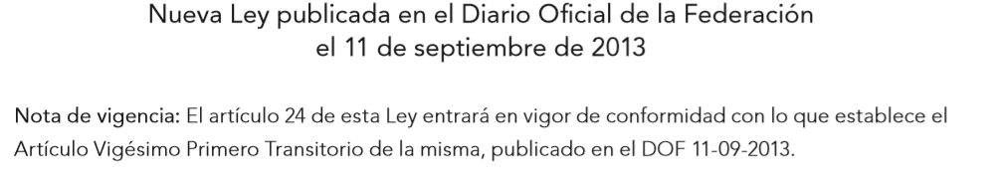 Nueva Ley publicada en el Diario Oficial de la Federación
el 11 de septiembre de 2013
Nota de vigencia: El artículo 24 de esta Ley entrará en vigor de conformidad con lo que establece el
Artículo Vigésimo Primero Transitorio de la misma, publicado en el DOF 11-09-2013.